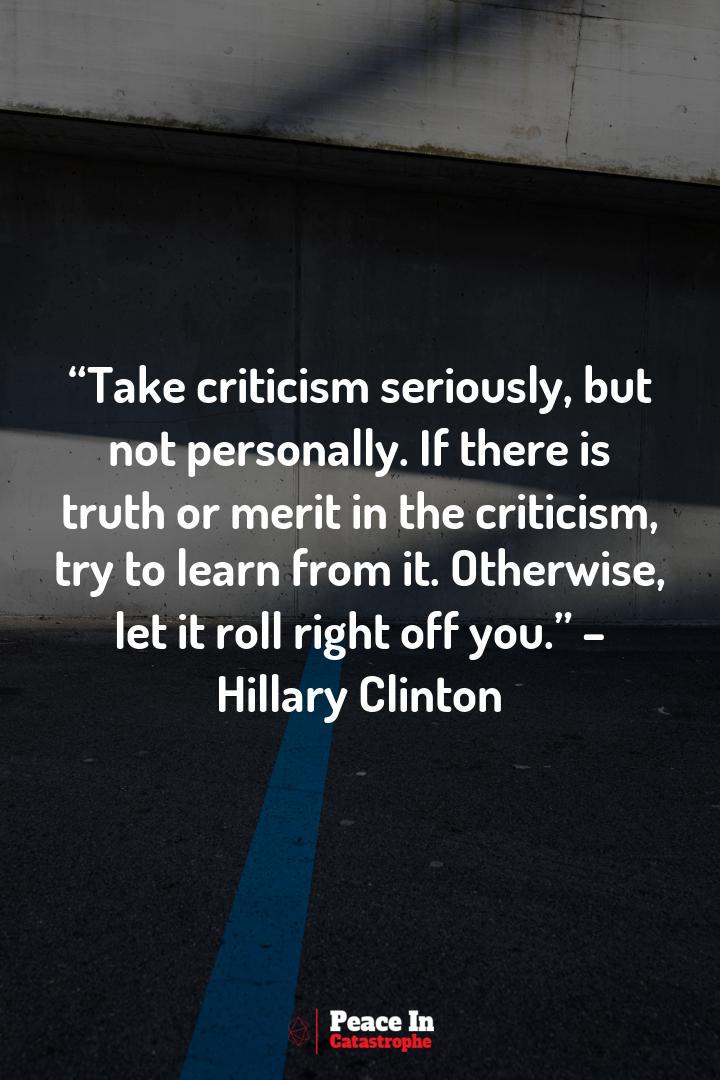 “Take criticism seriously, but
not personally. If there is
truth or merit in the criticism,
try to learn from it. Otherwise,
let it roll right off you.” –
Hillary Clinton
Peace In
Catastrophe